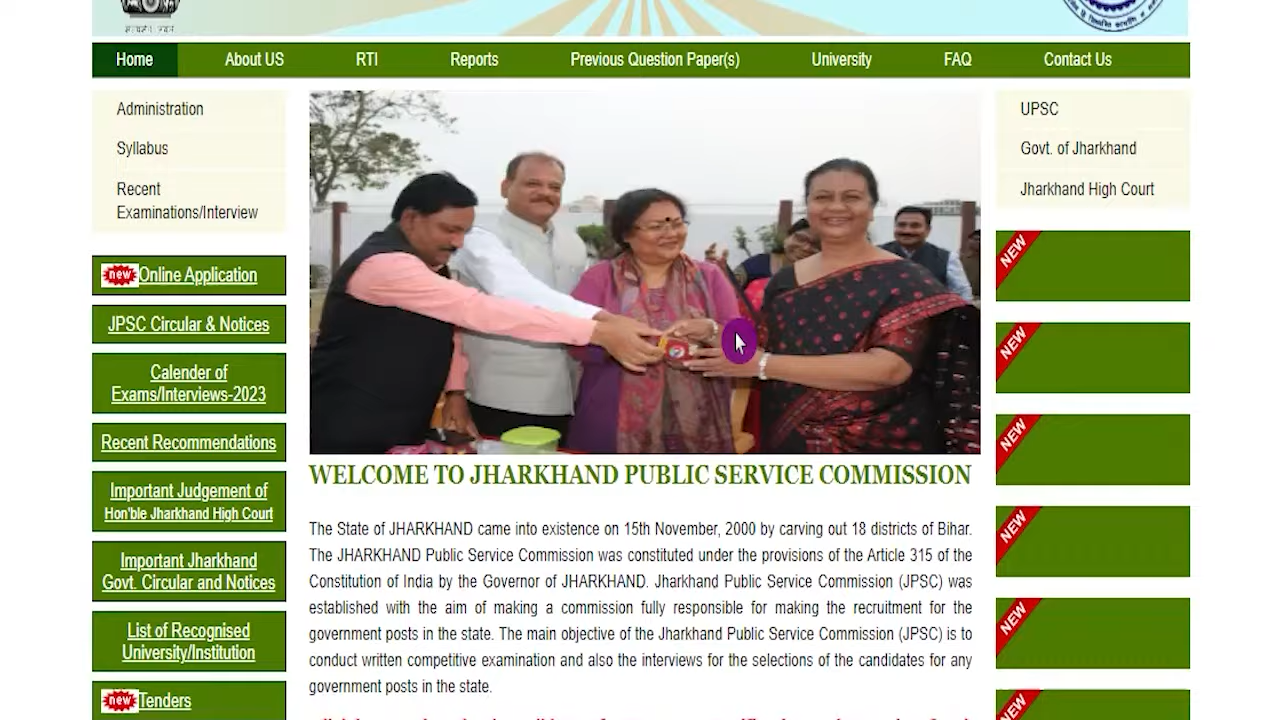 Home About US RTI Reports Previous Question Paper(s) University FAQ Contact Us
Administration
Syllabus
Recent
Examinations/Interview
new Online Application
JPSC Circular & Notices
Calender of
Exams/Interviews-2023
Recent Recommendations
Important Judgement of
Hon'ble Jharkhand High Court
Important Jharkhand
Govt. Circular and Notices
List of Recognised
University/Institution
new Tenders
WELCOME TO JHARKHAND PUBLIC SERVICE COMMISSION
The State of JHARKHAND came into existence on 15th November, 2000 by carving out 18 districts of Bihar.
The JHARKHAND Public Service Commission was constituted under the provisions of the Article 315 of the
Constitution of India by the Governor of JHARKHAND. Jharkhand Public Service Commission (JPSC) was
established with the aim of making a commission fully responsible for making the recruitment for the
government posts in the state. The main objective of the Jharkhand Public Service Commission (JPSC) is to
conduct written competitive examination and also the interviews for the selections of the candidates for any
government posts in the state.
UPSC
Govt. of Jharkhand
Jharkhand High Court
NEW
NEW
NEW
NEW
NEW
NEW